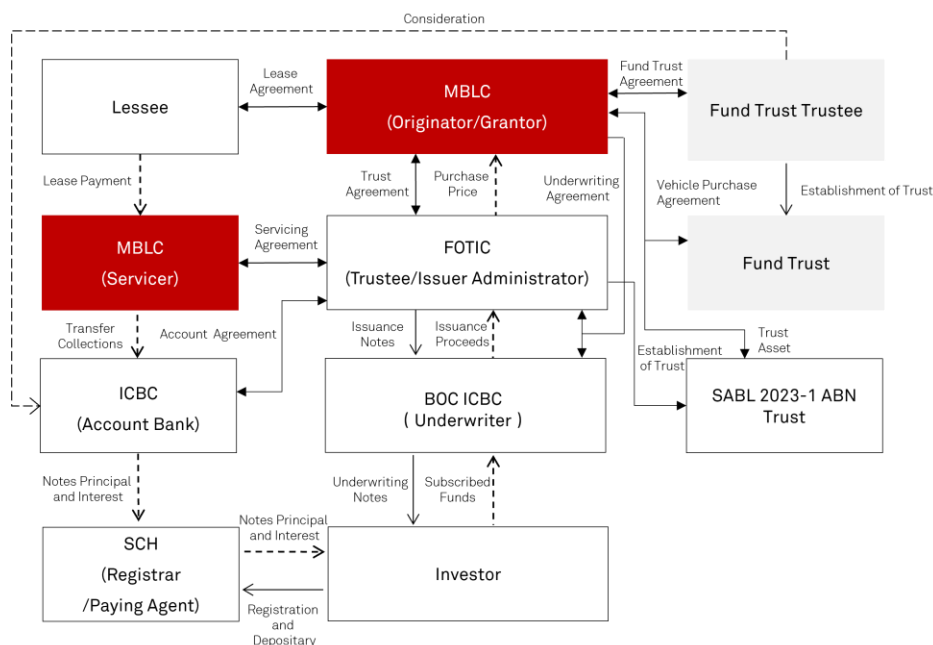 Consideration
Lessee
Lease
Agreement
MBLC
(Originator/Grantor)
Fund Trust
Agreement
Fund Trust Trustee
Lease Payment
Trust
Agreement
Purchase
Price
Underwriting
Agreement
Vehicle Purchase
Agreement
Establishment of Trust
MBLC
(Servicer)
Servicing
Agreement
FOTIC
(Trustee/Issuer Administrator)
Fund Trust
Transfer
Collections
Account Agreement
Issuance
Notes
Issuance
Proceeds
Establishment
of Trust
Trust
Asset
ICBC
(Account Bank)
BOC ICBC
( Underwriter )
SABL 2023-1 ABN
Trust
Notes Principal
and Interest
Underwriting
Notes
Subscribed
Funds
SCH
(Registrar
/Paying Agent)
Notes Principal
and Interest
Investor
Registration
and
Depositary